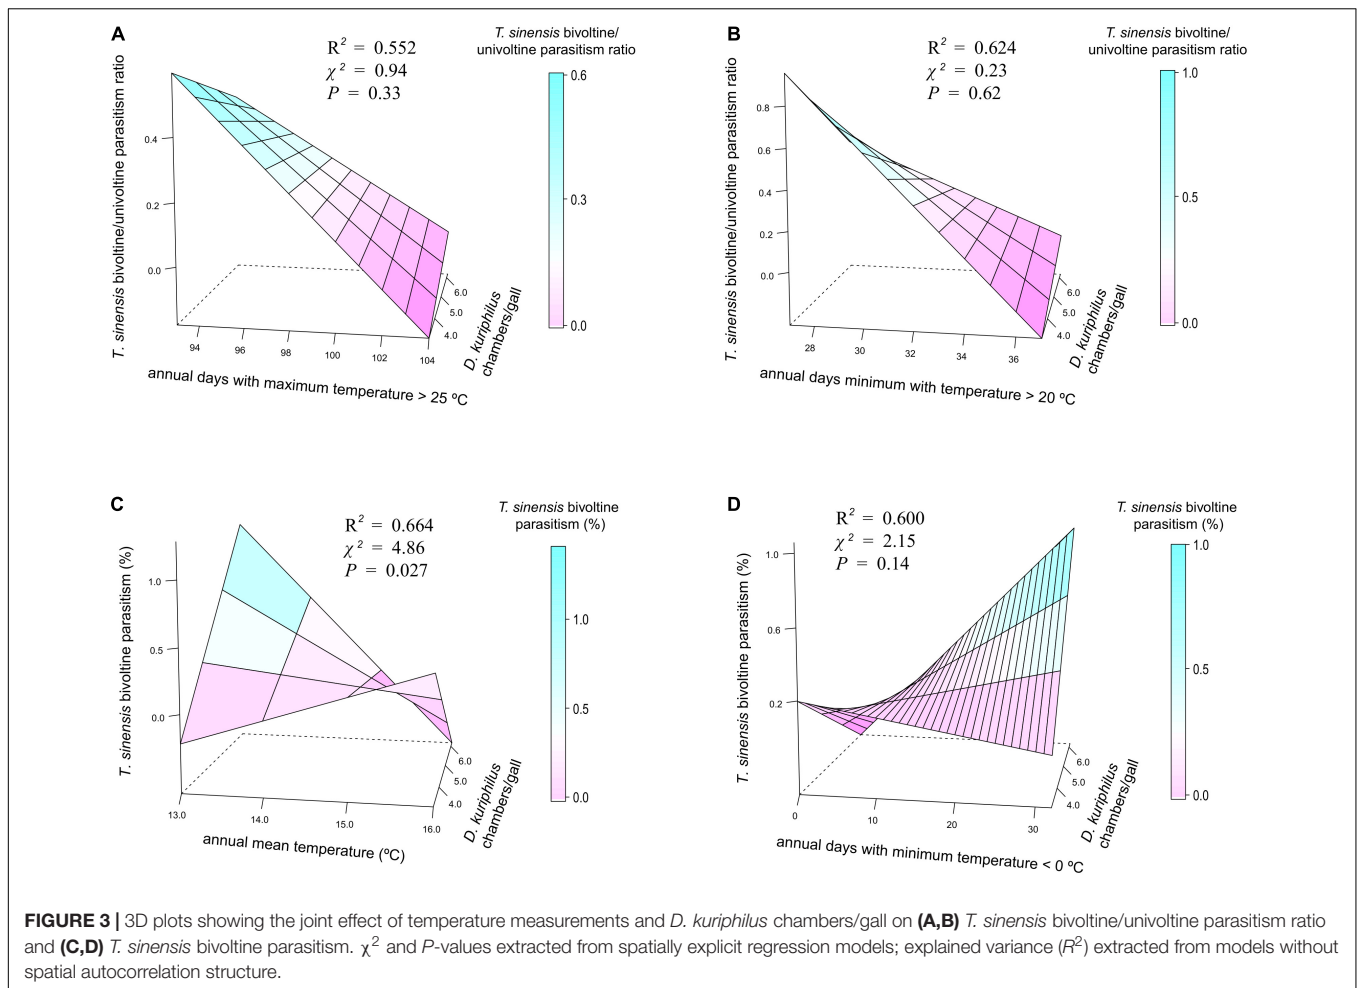 A
T. sinensis bivoltine/
univoltine parasitism ratio
R² = 0.552
χ² = 0.94
P = 0.33
0.6
0.3
0.0
T. sinensis bivoltine/univoltine parasitism ratio
0.4
0.2
0.0
94
96
98
100
102
104
annual days with maximum temperature > 25 ºC
6.0
5.0
4.0
D. kuriphilus
chambers/gall
B
T. sinensis bivoltine/
univoltine parasitism ratio
R² = 0.624
χ² = 0.23
P = 0.62
1.0
0.5
0.0
T. sinensis bivoltine/univoltine parasitism ratio
0.8
0.6
0.4
0.2
0.0
28
30
32
34
36
annual days minimum with temperature > 20 ºC
6.0
5.0
4.0
D. kuriphilus
chambers/gall
C
T. sinensis bivoltine
parasitism (%)
R² = 0.664
χ² = 4.86
P = 0.027
1.0
0.5
0.0
T. sinensis bivoltine parasitism (%)
1.0
0.5
0.0
13.0
14.0
15.0
16.0
annual mean temperature (ºC)
6.0
5.0
4.0
D. kuriphilus
chambers/gall
D
T. sinensis bivoltine
parasitism (%)
R² = 0.600
χ² = 2.15
P = 0.14
1.0
0.5
0.0
T. sinensis bivoltine parasitism (%)
1.0
0.6
0.2
0
10
20
30
annual days with minimum temperature < 0 ºC
6.0
5.0
4.0
D. kuriphilus
chambers/gall
FIGURE 3 | 3D plots showing the joint effect of temperature measurements and D. kuriphilus chambers/gall on (A,B) T. sinensis bivoltine/univoltine parasitism ratio
and (C,D) T. sinensis bivoltine parasitism. χ² and P-values extracted from spatially explicit regression models; explained variance (R²) extracted from models without
spatial autocorrelation structure.